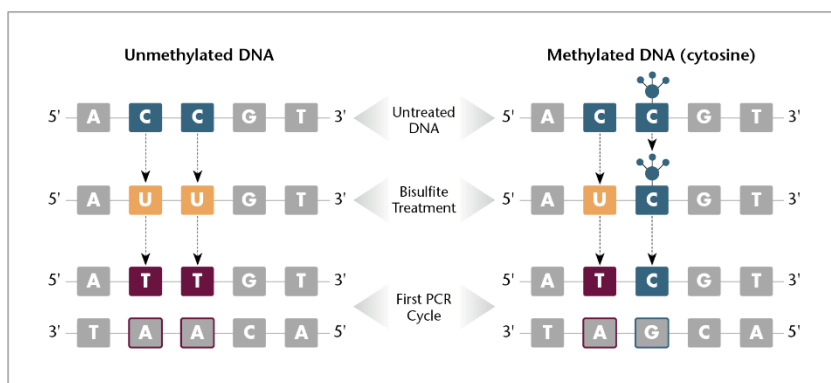 Unmethylated DNA
Methylated DNA (cytosine)
5' A C C G T 3'
Untreated
DNA
5' A C C G T 3'
5' A U U G T 3'
Bisulfite
Treatment
5' A U C G T 3'
5' A T T G T 3'
3' T A A C A 5'
First PCR
Cycle
5' A T C G T 3'
3' T A G C A 5'